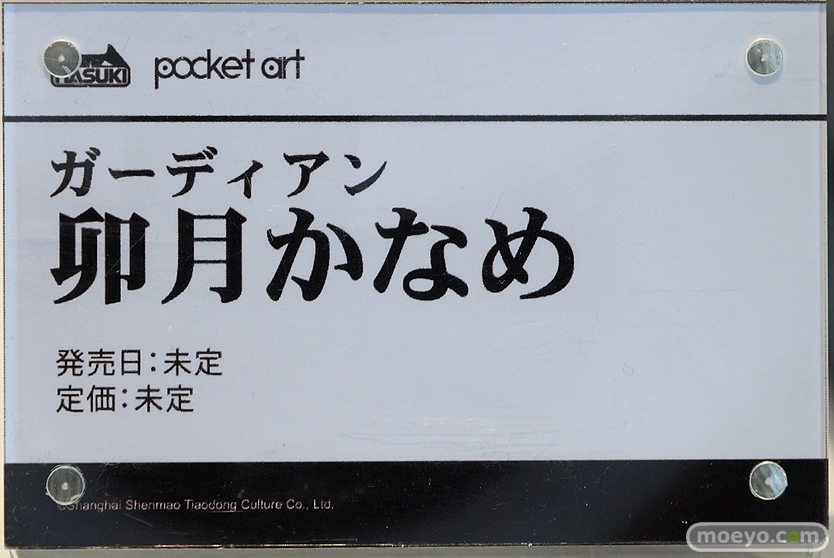 HASUKI pocket art
ガーディアン
卯月かなめ
発売日：未定
定価：未定
©Shanghai Shenmao Tiaodong Culture Co., Ltd.
moeyo.com